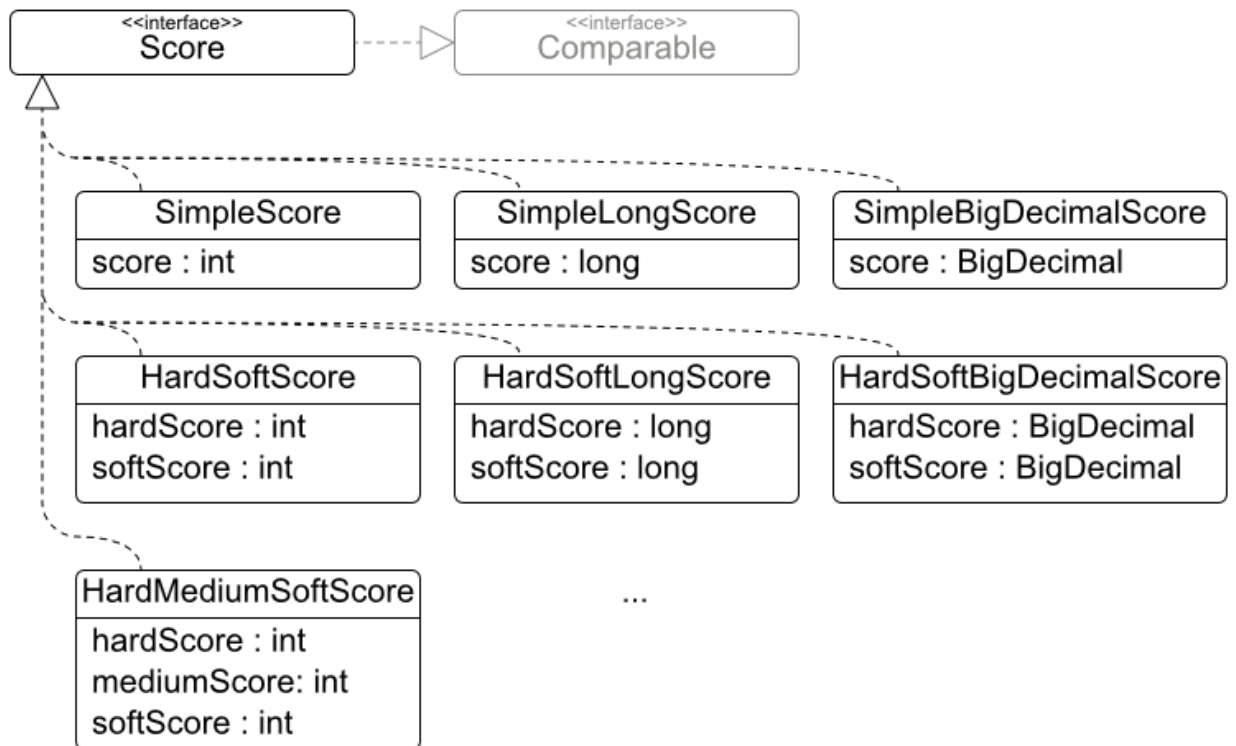 <<interface>>
Score
<<interface>>
Comparable
SimpleScore
score : int
SimpleLongScore
score : long
SimpleBigDecimalScore
score : BigDecimal
HardSoftScore
hardScore : int
softScore : int
HardSoftLongScore
hardScore : long
softScore : long
HardSoftBigDecimalScore
hardScore : BigDecimal
softScore : BigDecimal
HardMediumSoftScore
hardScore : int
mediumScore: int
softScore : int
...